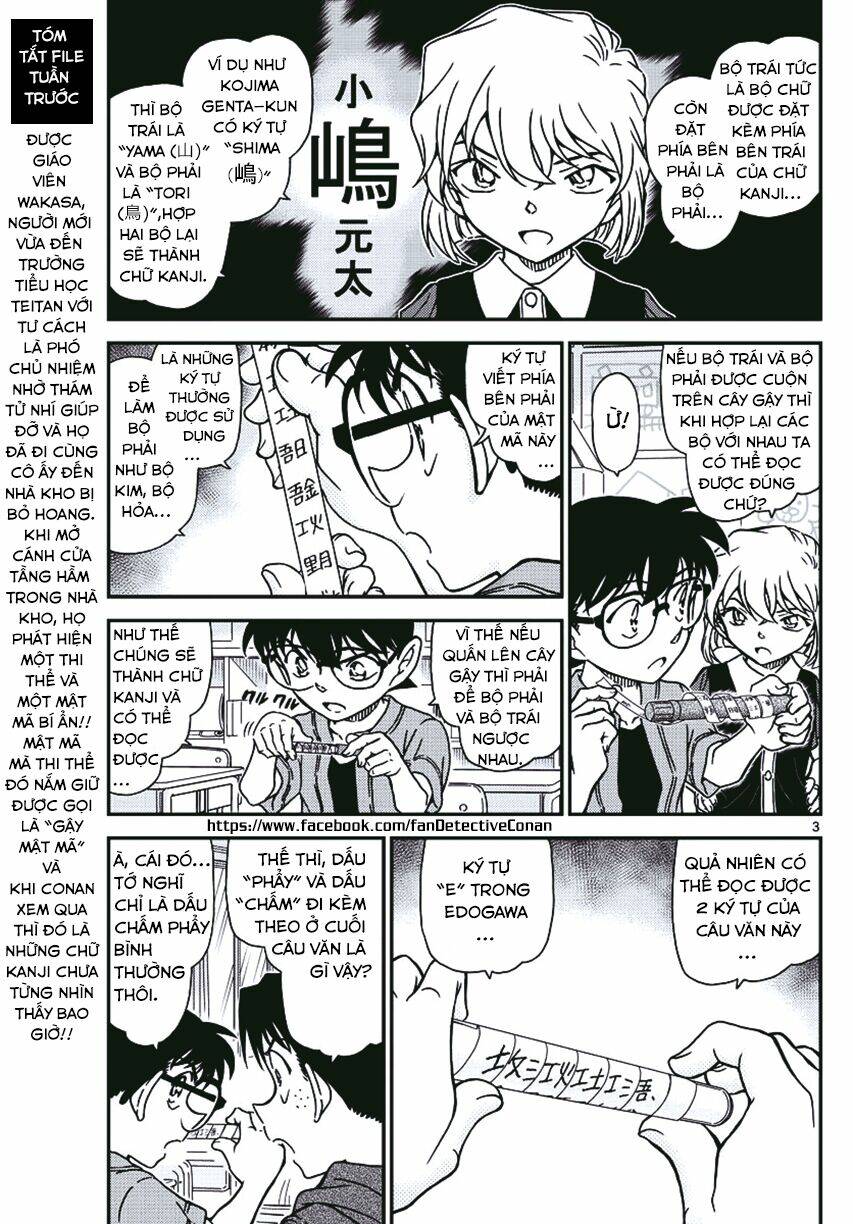 TÓM
TẮT FILE
TUẦN
TRƯỚC
ĐƯỢC
GIÁO
VIÊN
WAKASA,
NGƯỜI MỚI
VỪA ĐẾN
TRƯỜNG
TIỂU HỌC
TEITAN VỚI
TƯ CÁCH
LÀ PHÓ
CHỦ NHIỆM
NHỜ THÁM
TỬ NHÍ GIÚP
ĐỠ VÀ HỌ
ĐÃ ĐI CÙNG
CÔ ẤY ĐẾN
NHÀ KHO BỊ
BỎ HOANG.
KHI MỞ
CÁNH CỬA
TẦNG HẦM
TRONG NHÀ
KHO, HỌ
PHÁT HIỆN
MỘT THI
THỂ VÀ
MỘT MẬT
MÃ BÍ ẨN!!
MẬT MÃ
MÀ THI THỂ
ĐÓ NẮM GIỮ
ĐƯỢC GỌI
LÀ "GẬY
MẬT MÃ"
VÀ
KHI CONAN
XEM QUA
THÌ ĐÓ LÀ
NHỮNG CHỮ
KANJI CHƯA
TỪNG NHÌN
THẤY BAO
GIỜ!!
BỘ TRÁI TỨC
LÀ BỘ CHỮ
ĐƯỢC ĐẶT
KÈM PHÍA
BÊN TRÁI
CỦA CHỮ
KANJI...
CÒN
ĐẶT
PHÍA BÊN
PHẢI LÀ
BỘ
PHẢI...
小
嶋
元
太
VÍ DỤ NHƯ
KOJIMA
GENTA-KUN
CÓ KÝ TỰ
"SHIMA
(嶋)"
THÌ BỘ
TRÁI LÀ
"YAMA (山)"
VÀ BỘ PHẢI
LÀ "TORI
(鳥)",HỢP
HAI BỘ LẠI
SẼ THÀNH
CHỮ KANJI.
NẾU BỘ TRÁI VÀ BỘ
PHẢI ĐƯỢC CUỘN
TRÊN CÂY GẬY THÌ
KHI HỢP LẠI CÁC
BỘ VỚI NHAU TA
CÓ THỂ ĐỌC
ĐƯỢC ĐÚNG
CHỨ?
Ừ!
KÝ TỰ
VIẾT PHÍA
BÊN PHẢI
CỦA MẬT
MÃ NÀY
...
LÀ NHỮNG
KÝ TỰ
THƯỜNG
ĐƯỢC SỬ
DỤNG
...
ĐỂ
LÀM
BỘ
PHẢI
NHƯ BỘ
KIM, BỘ
HỎA...
VÌ THẾ NẾU
QUẤN LÊN CÂY
GẬY THÌ PHẢI
ĐỂ BỘ PHẢI
VÀ BỘ TRÁI
NGƯỢC
NHAU.
NHƯ THẾ
CHÚNG SẼ
THÀNH CHỮ
KANJI VÀ
CÓ THỂ
ĐỌC
ĐƯỢC
...
クルクル
https://www.facebook.com/fanDetectiveConan
3
QUẢ NHIÊN CÓ
THỂ ĐỌC ĐƯỢC
2 KÝ TỰ CỦA
CÂU VĂN NÀY
...
KÝ TỰ
"E" TRONG
EDOGAWA
...
THẾ THÌ, DẤU
"PHẨY" VÀ DẤU
"CHẤM" ĐI KÈM
THEO Ở CUỐI
CÂU VĂN LÀ
GÌ VẬY?
À, CÁI ĐÓ...
TỚ NGHĨ
CHỈ LÀ DẤU
CHẤM PHẨY
BÌNH
THƯỜNG
THÔI.